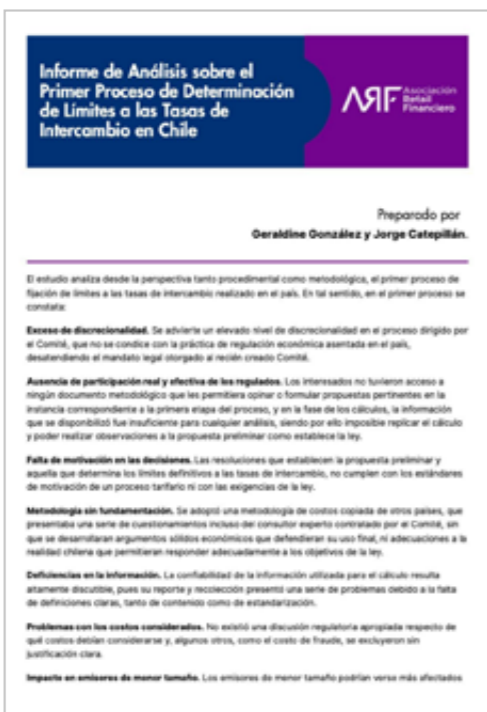 Informe de Análisis sobre el
Primer Proceso de Determinación
de Límites a las Tasas de
Intercambio en Chile
ARF Asociación
Retail
Financiero
Preparado por
Geraldine González y Jorge Catepillán.
El estudio analiza desde la perspectiva tanto procedimental como metodológica, el primer proceso de
fijación de límites a las tasas de intercambio realizado en el país. En tal sentido, en el primer proceso se
constata:
Exceso de discrecionalidad. Se advierte un elevado nivel de discrecionalidad en el proceso dirigido por
el Comité, que no se condice con la práctica de regulación económica asentada en el país,
desatendiendo el mandato legal otorgado al recién creado Comité.
Ausencia de participación real y efectiva de los regulados. Los interesados no tuvieron acceso a
ningún documento metodológico que les permitiera opinar o formular propuestas pertinentes en la
instancia correspondiente a la primera etapa del proceso, y en la fase de los cálculos, la información
que se disponibilizó fue insuficiente para cualquier análisis, siendo por ello imposible replicar el cálculo
y poder realizar observaciones a la propuesta preliminar como establece la ley.
Falta de motivación en las decisiones. Las resoluciones que establecen la propuesta preliminar y
aquella que determina los límites definitivos a las tasas de intercambio, no cumplen con los estándares
de motivación de un proceso tarifario ni con las exigencias de la ley.
Metodología sin fundamentación. Se adoptó una metodología de costos copiada de otros países, que
presentaba una serie de cuestionamientos incluso del consultor experto contratado por el Comité, sin
que se desarrollaran argumentos sólidos económicos que defendieran su uso final, ni adecuaciones a la
realidad chilena que permitieran responder adecuadamente a los objetivos de la ley.
Deficiencias en la información. La confiabilidad de la información utilizada para el cálculo resulta
altamente discutible, pues su reporte y recolección presentó una serie de problemas debido a la falta
de definiciones claras, tanto de contenido como de estandarización.
Problemas con los costos considerados. No existió una discusión regulatoria apropiada respecto de
qué costos debían considerarse y, algunos otros, como el costo de fraude, se excluyeron sin
justificación clara.
Impacto en emisores de menor tamaño. Los emisores de menor tamaño podrían verse más afectados